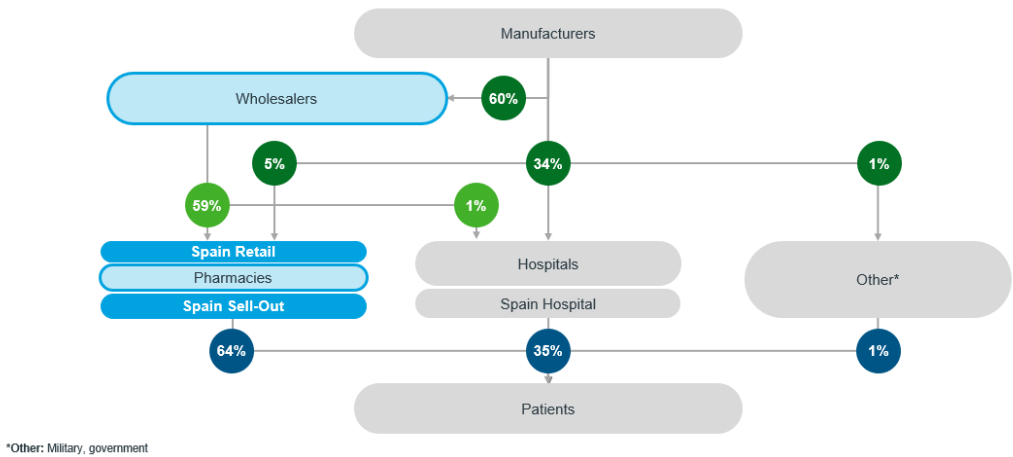 Manufacturers
Wholesalers
60%
5%
34%
1%
59%
1%
Spain Retail
Pharmacies
Spain Sell-Out
Hospitals
Spain Hospital
Other*
64%
35%
1%
Patients
*Other: Military, government